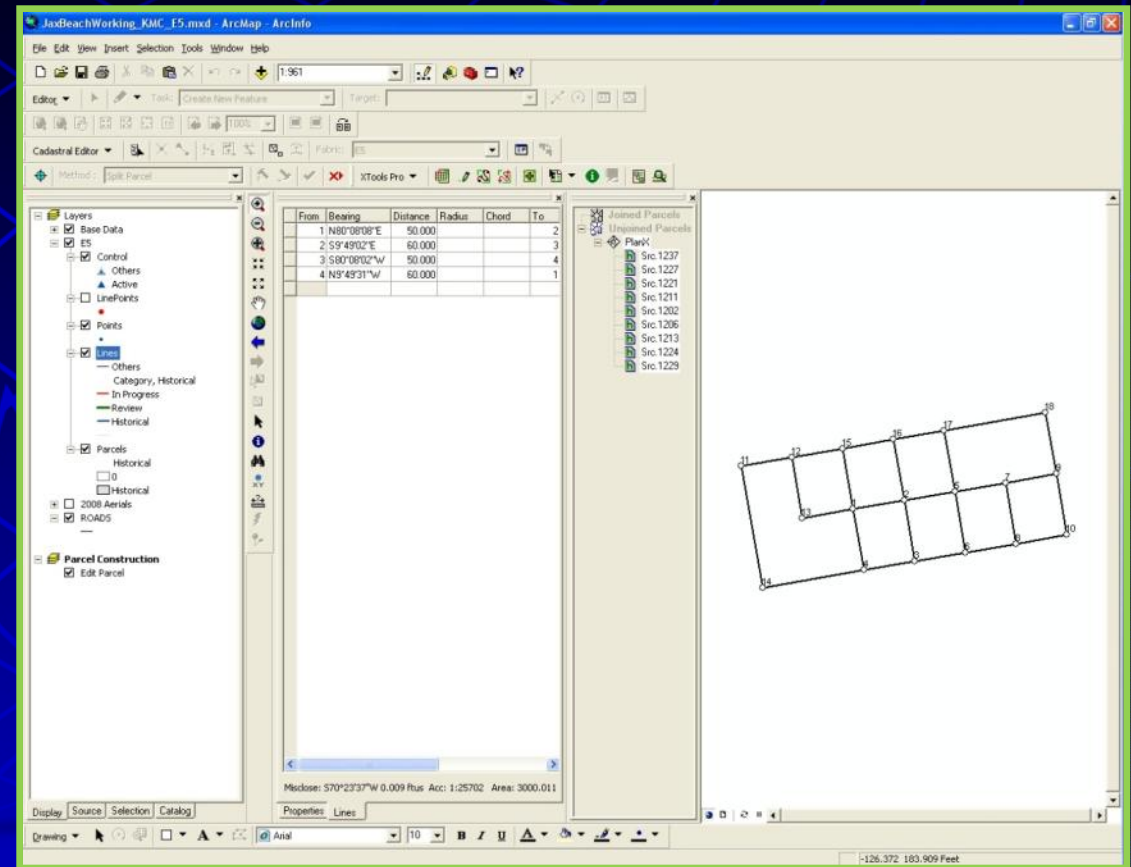 JaxBeachWorking_KMC_E5.mxd - ArcMap - ArcInfo
File Edit View Insert Selection Tools Window Help
1:961
Editor Task: Create New Feature Target:
100%
Cadastral Editor Fabric: E5
Method: Split Parcel XTools Pro
Layers
Base Data
E5
Control
Others
Active
LinePoints
Points
Lines
Others
Category, Historical
In Progress
Review
Historical
Parcels
Historical
0
Historical
2008 Aerials
ROADS
Parcel Construction
Edit Parcel
Display Source Selection Catalog
From Bearing Distance Radius Chord To
1 N80°08'08"E 50.000 2
2 S9°49'02"E 60.000 3
3 S80°08'02"W 50.000 4
4 N9°49'31"W 60.000 1
Misclose: S70°23'37"W 0.009 ftus Acc: 1:25702 Area: 3000.011
Properties Lines
Joined Parcels
Unjoined Parcels
PlanX
Src.1237
Src.1227
Src.1221
Src.1211
Src.1202
Src.1206
Src.1213
Src.1224
Src.1229
18
17
16
15
12
11
9
7
5
2
1
13
10
8
6
3
4
14
Drawing Arial 10 B I U A
-126.372 183.909 Feet